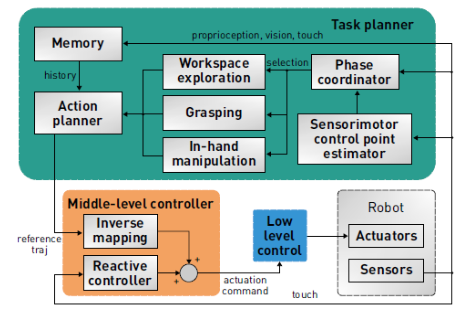 Task planner
proprioception, vision, touch
Memory
history
Action
planner
Workspace
exploration
selection
Grasping
In-hand
manipulation
Phase
coordinator
Sensorimotor
control point
estimator
Middle-level controller
reference
traj
Inverse
mapping
Reactive
controller
+
+
actuation
command
Low
level
control
Robot
Actuators
Sensors
touch